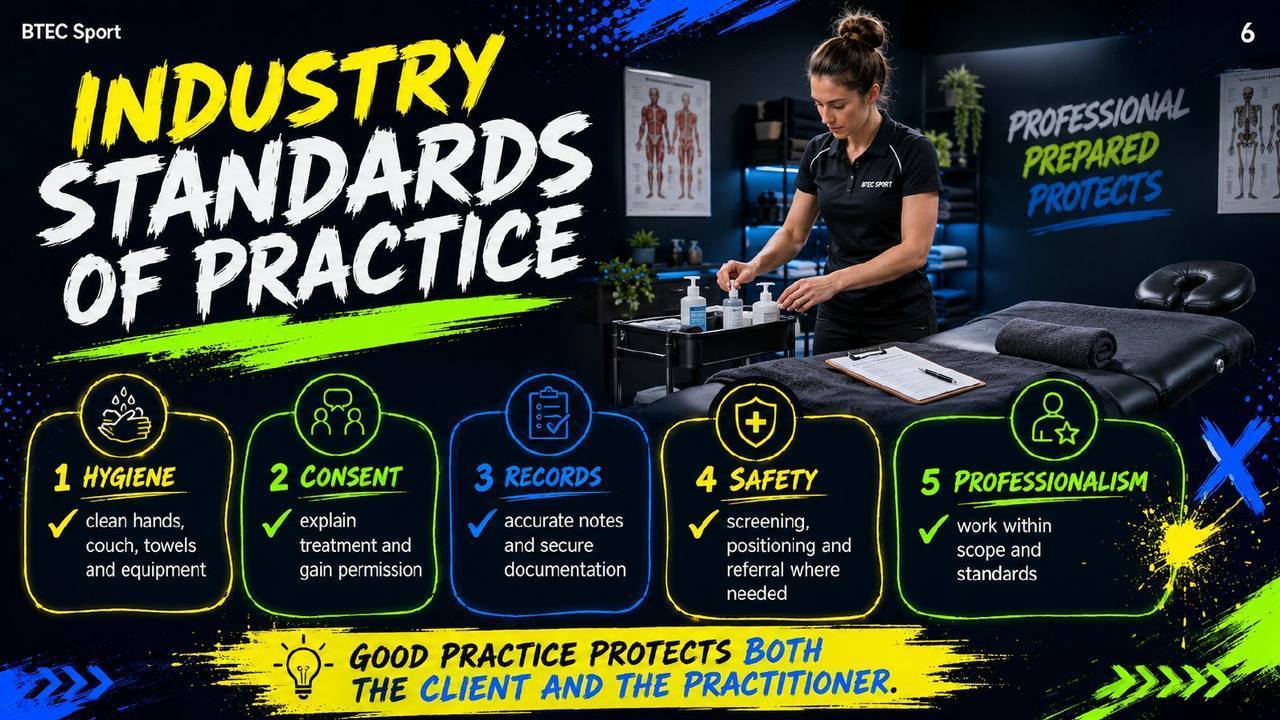 BTEC Sport
6
INDUSTRY
STANDARDS
OF PRACTICE
PROFESSIONAL
PREPARED
PROTECTS
BTEC SPORT
1 HYGIENE
clean hands,
couch, towels
and equipment
2 CONSENT
explain
treatment and
gain permission
3 RECORDS
accurate notes
and secure
documentation
4 SAFETY
screening,
positioning and
referral where
needed
5 PROFESSIONALISM
work within
scope and
standards
GOOD PRACTICE PROTECTS BOTH
THE CLIENT AND THE PRACTITIONER.